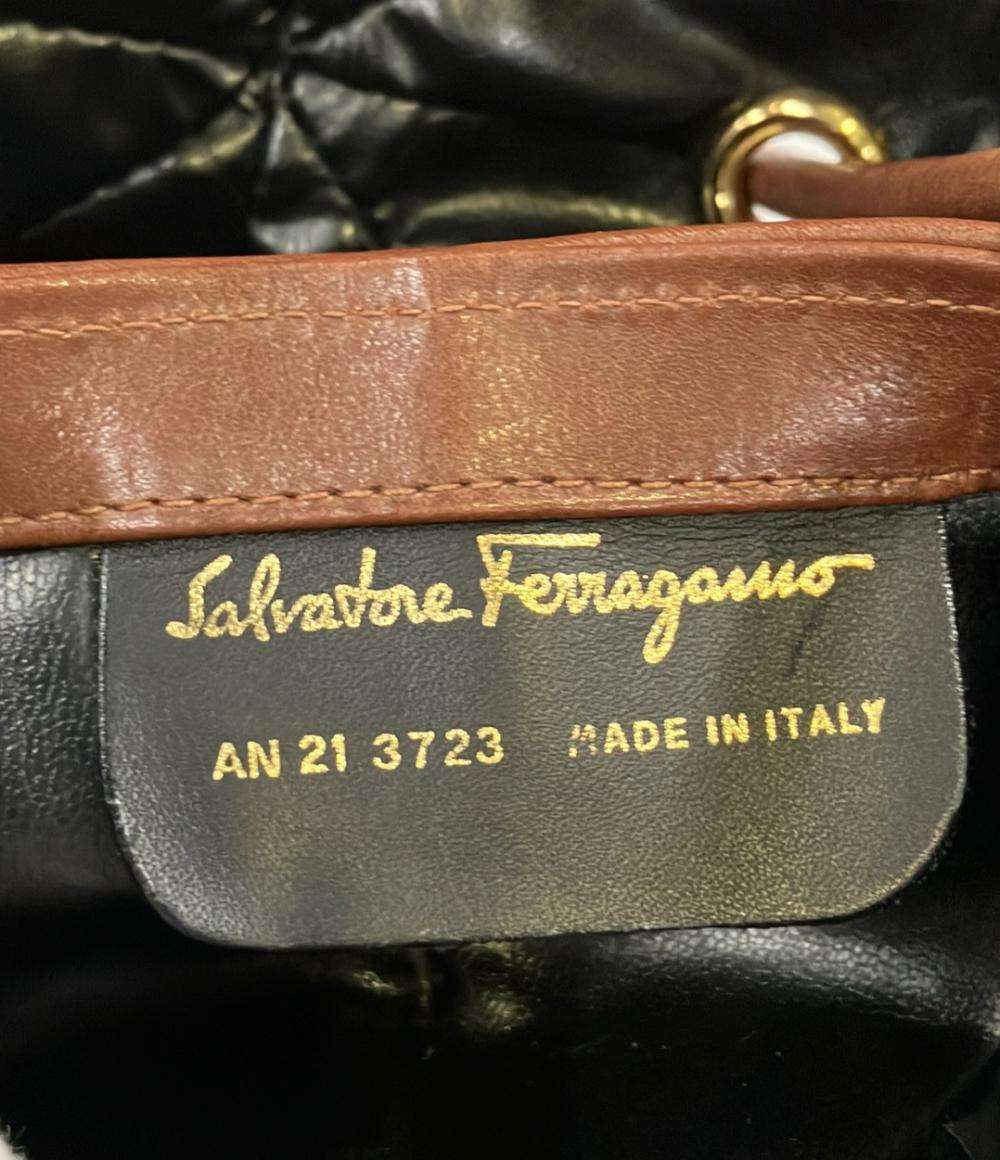 Salvatore Ferragamo
AN 21 3723 MADE IN ITALY